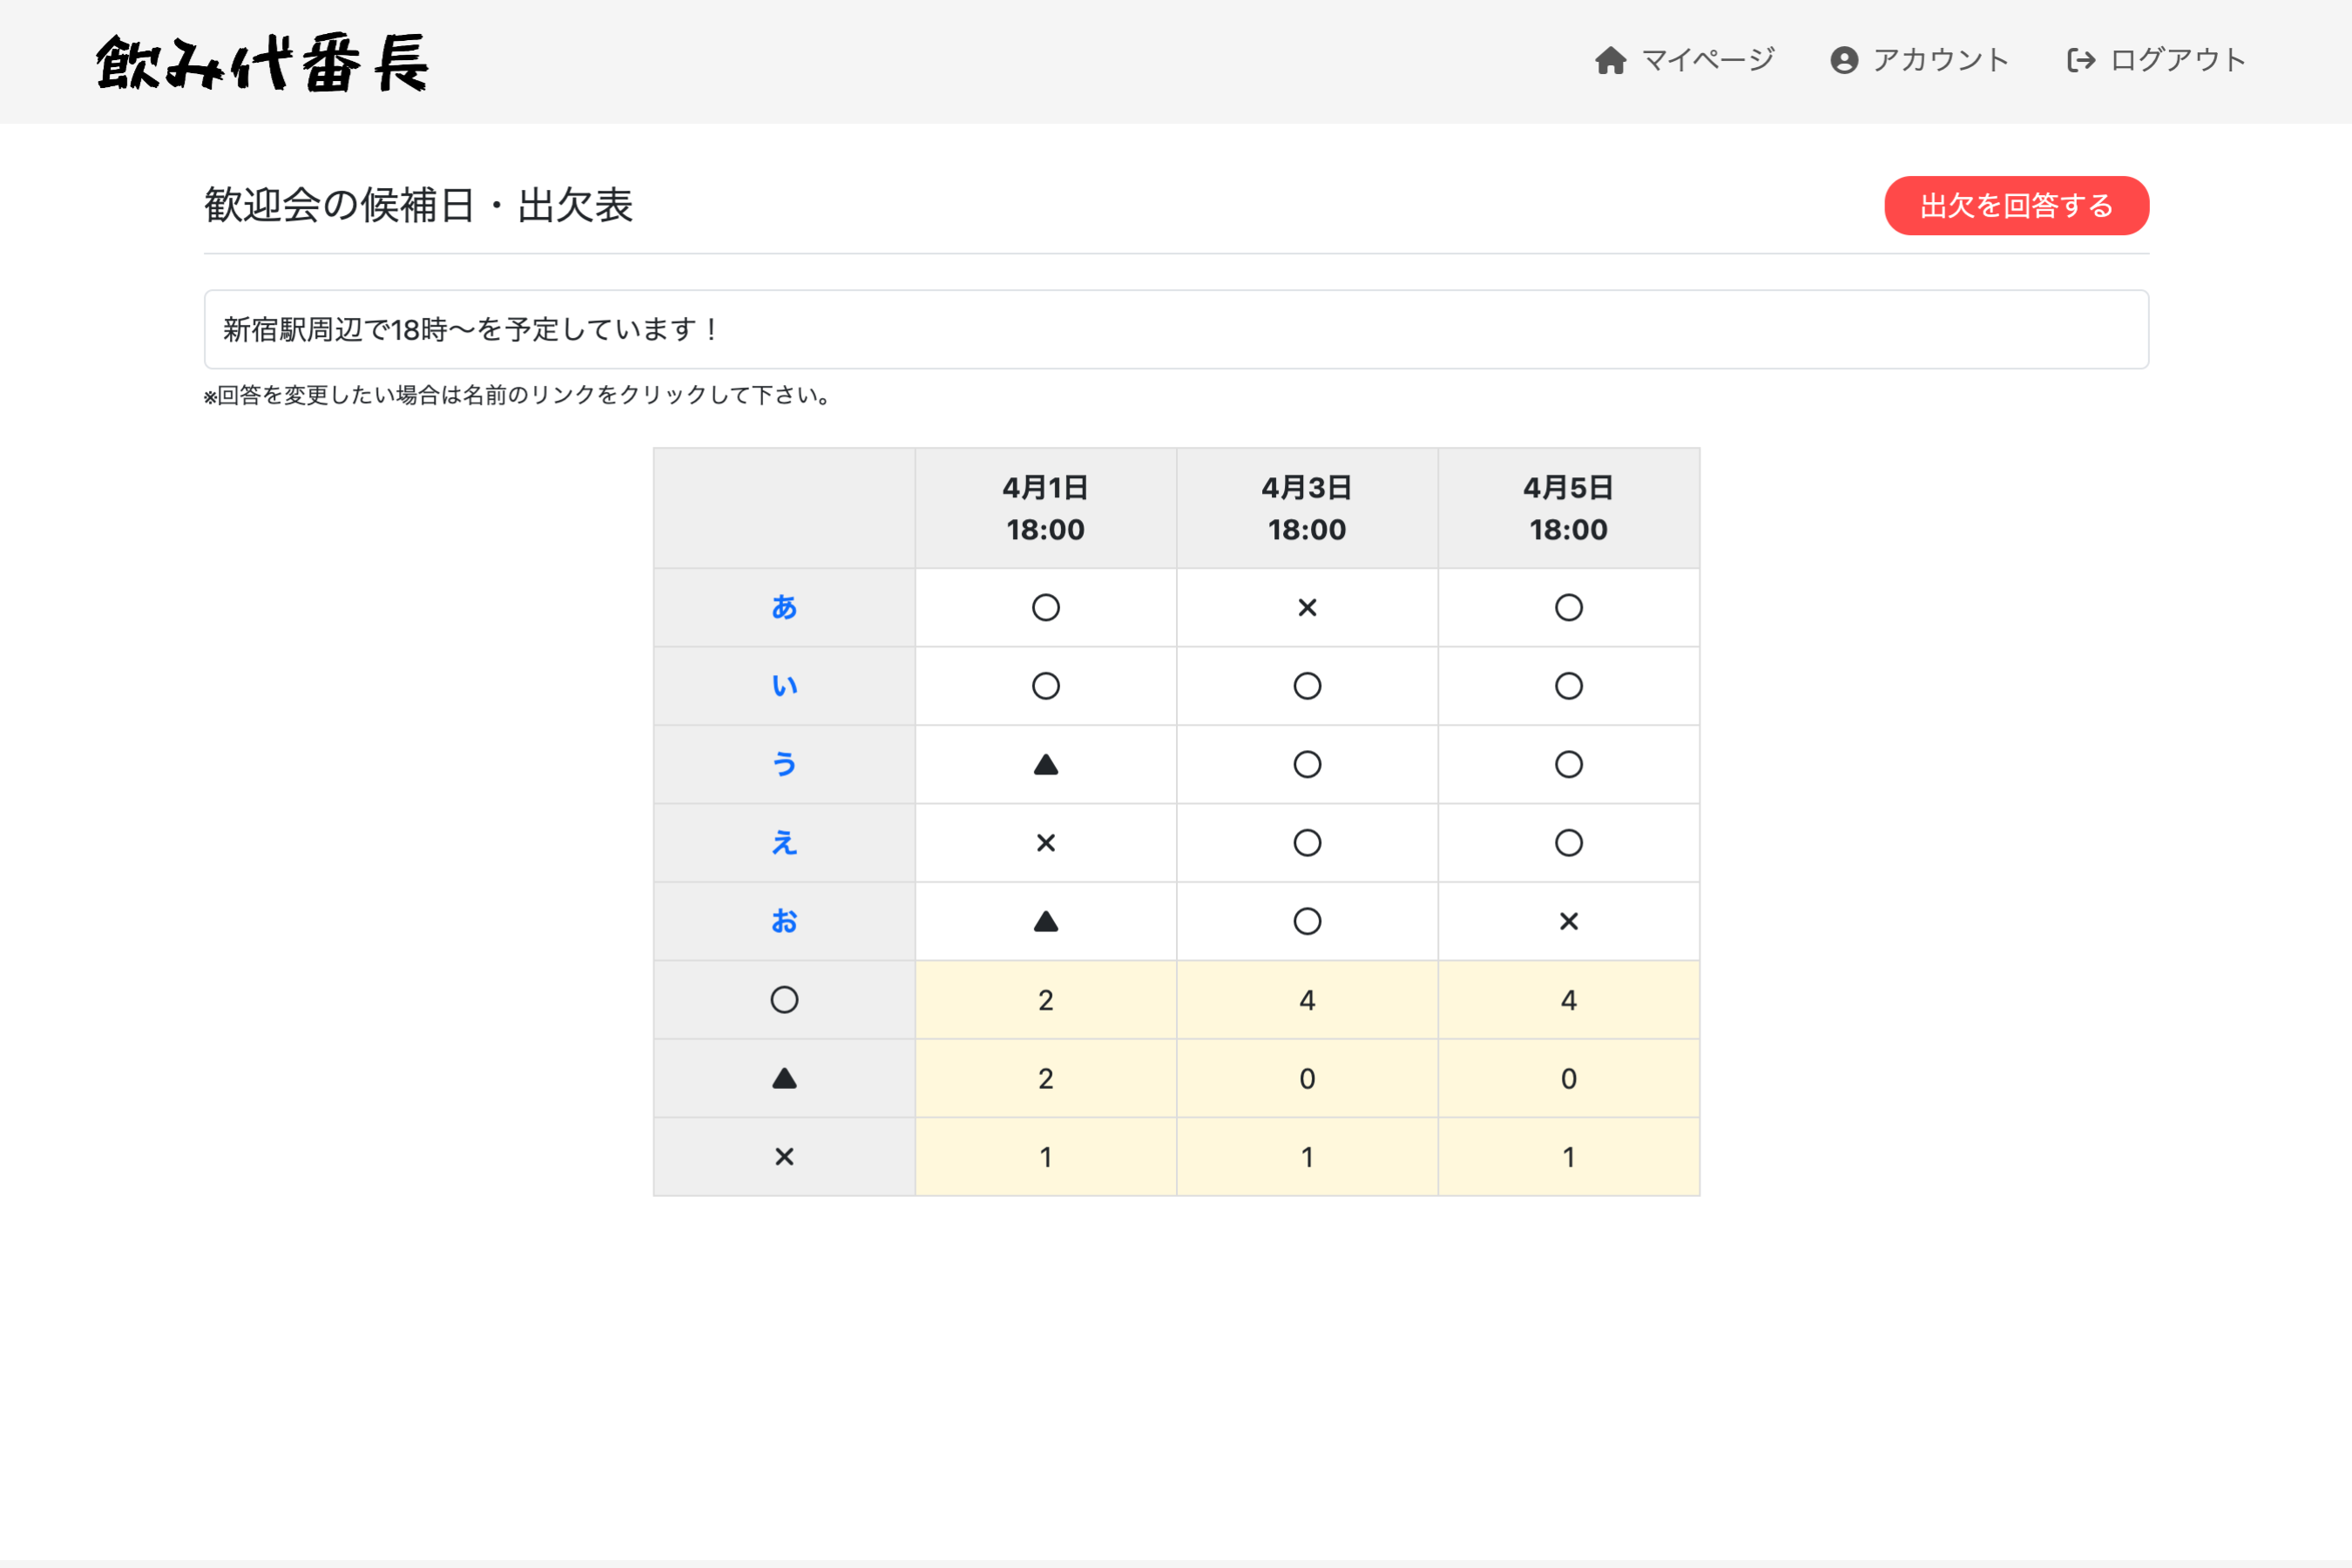 飲み代番長
マイページ アカウント ログアウト
歓迎会の候補日・出欠表
出欠を回答する
新宿駅周辺で18時〜を予定しています！
※回答を変更したい場合は名前のリンクをクリックして下さい。
4月1日 4月3日 4月5日
18:00 18:00 18:00
あ ○ × ○
い ○ ○ ○
う ▲ ○ ○
え × ○ ○
お ▲ ○ ×
○ 2 4 4
▲ 2 0 0
× 1 1 1